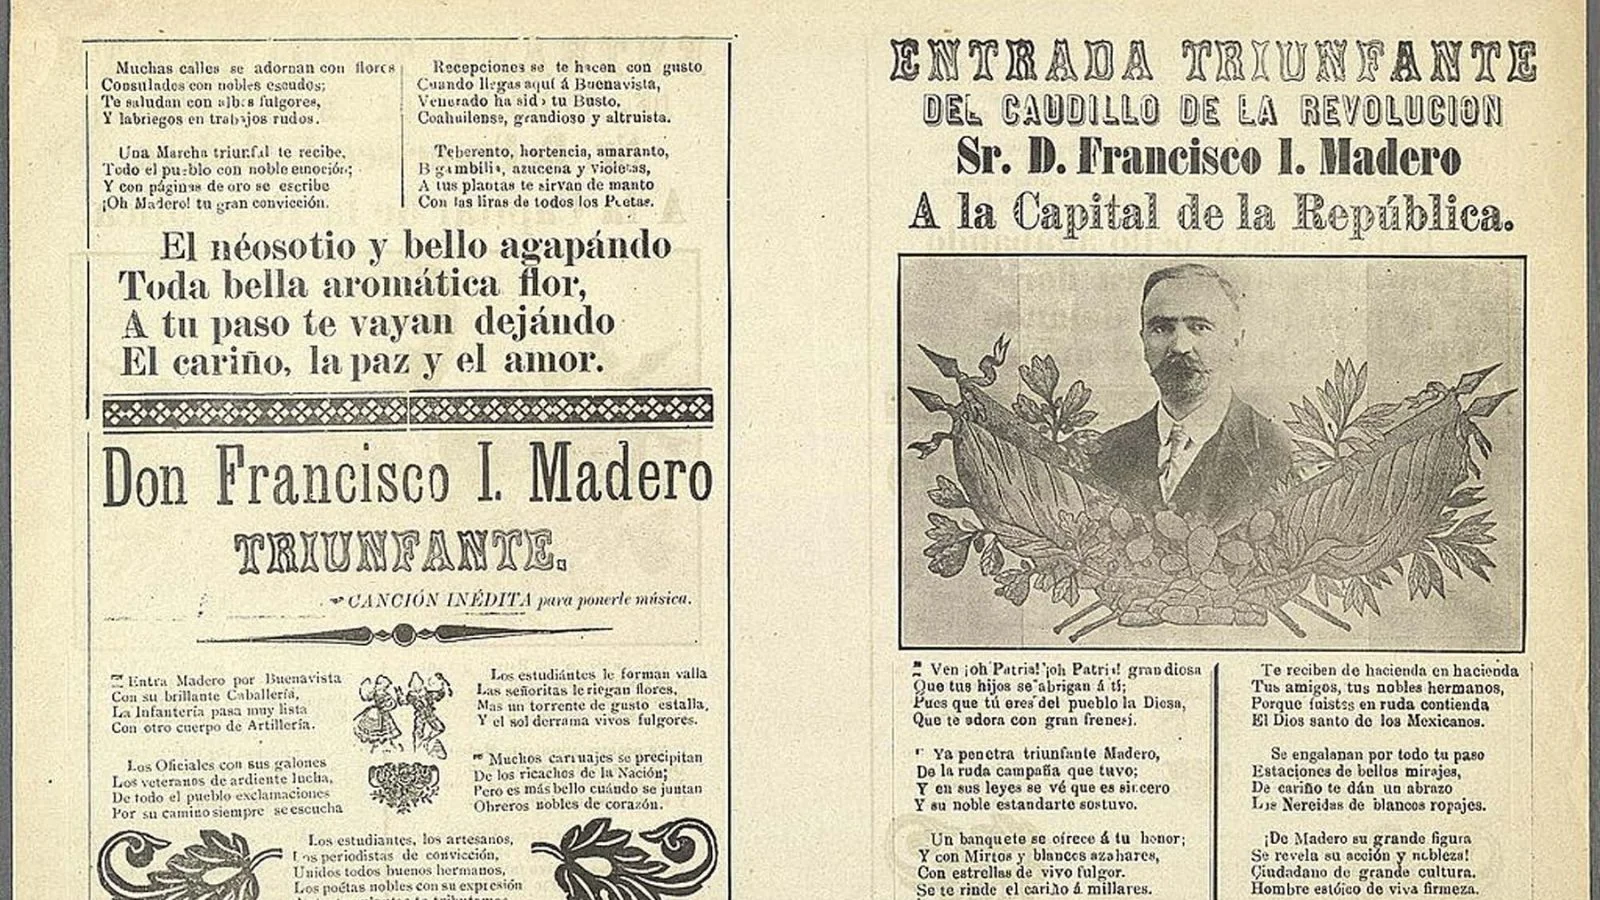 Muchas calles se adornan con flores
Consulados con nobles escudos;
Te saludan con albos fulgores,
Y labriegos en trabajos rudos.
Una Marcha triunfal te recibe,
Todo el pueblo con noble emoción;
Y con páginas de oro se escribe
¡Oh Madero! tu gran convicción.
Recepciones se te hacen con gusto
Cuando llegas aquí á Buenavista,
Venerado ha sido tu Busto,
Coahuilense, grandioso y altruista.
Teberento, hortencia, amaranto,
Bugambilia, azucena y violetas,
A tus plantas te sirvan de manto
Con las liras de todos los Poetas.
El néosotio y bello agapándo
Toda bella aromática flor,
A tu paso te vayan dejándo
El cariño, la paz y el amor.
Don Francisco I. Madero
TRIUNFANTE.
CANCIÓN INÉDITA para ponerle música.
Entra Madero por Buenavista
Con su brillante Caballería,
La Infantería pasa muy lista
Con otro cuerpo de Artillería.
Los Oficiales con sus galones
Los veteranos de ardiente lucha,
De todo el pueblo exclamaciones
Por su camino siempre se escucha
Los estudiántes le forman valla
Las señoritas le riegan flores,
Mas un torrente de gusto estalla,
Y el sol derrama vivos fulgores.
Muchos carruajes se precipitan
De los ricachos de la Nación;
Pero es más bello cuándo se juntan
Obreros nobles de corazón.
Los estudiantes, los artesanos,
Los periodistas de convicción,
Unidos todos buenos hermanos,
Los poétas nobles con su expresión
ENTRADA TRIUNFANTE
DEL CAUDILLO DE LA REVOLUCION
Sr. D. Francisco I. Madero
A la Capital de la República.
Ven ¡oh Patria! ¡oh Patria! grandiosa
Que tus hijos se abrigan á tí;
Pues que tú eres del pueblo la Diosa,
Que te adora con gran frenesí.
Ya penetra triunfante Madero,
De la ruda campaña que tuvo;
Y en sus leyes se vé que es sincero
Y su noble estandarte sostuvo.
Un banquete se ofrece á tu honor;
Y con Mirtos y blancos azahares,
Con estrellas de vivo fulgor.
Se te rinde el cariño á millares.
Te reciben de hacienda en hacienda
Tus amigos, tus nobles hermanos,
Porque fuistes en ruda contienda
El Dios santo de los Mexicanos.
Se engalanan por todo tu paso
Estaciones de bellos mirajes,
De cariño te dán un abrazo
Las Nereidas de blancos ropajes.
¡De Madero su grande figura
Se revela su acción y nobleza!
Ciudadano de grande cultura.
Hombre estóico de viva firmeza.